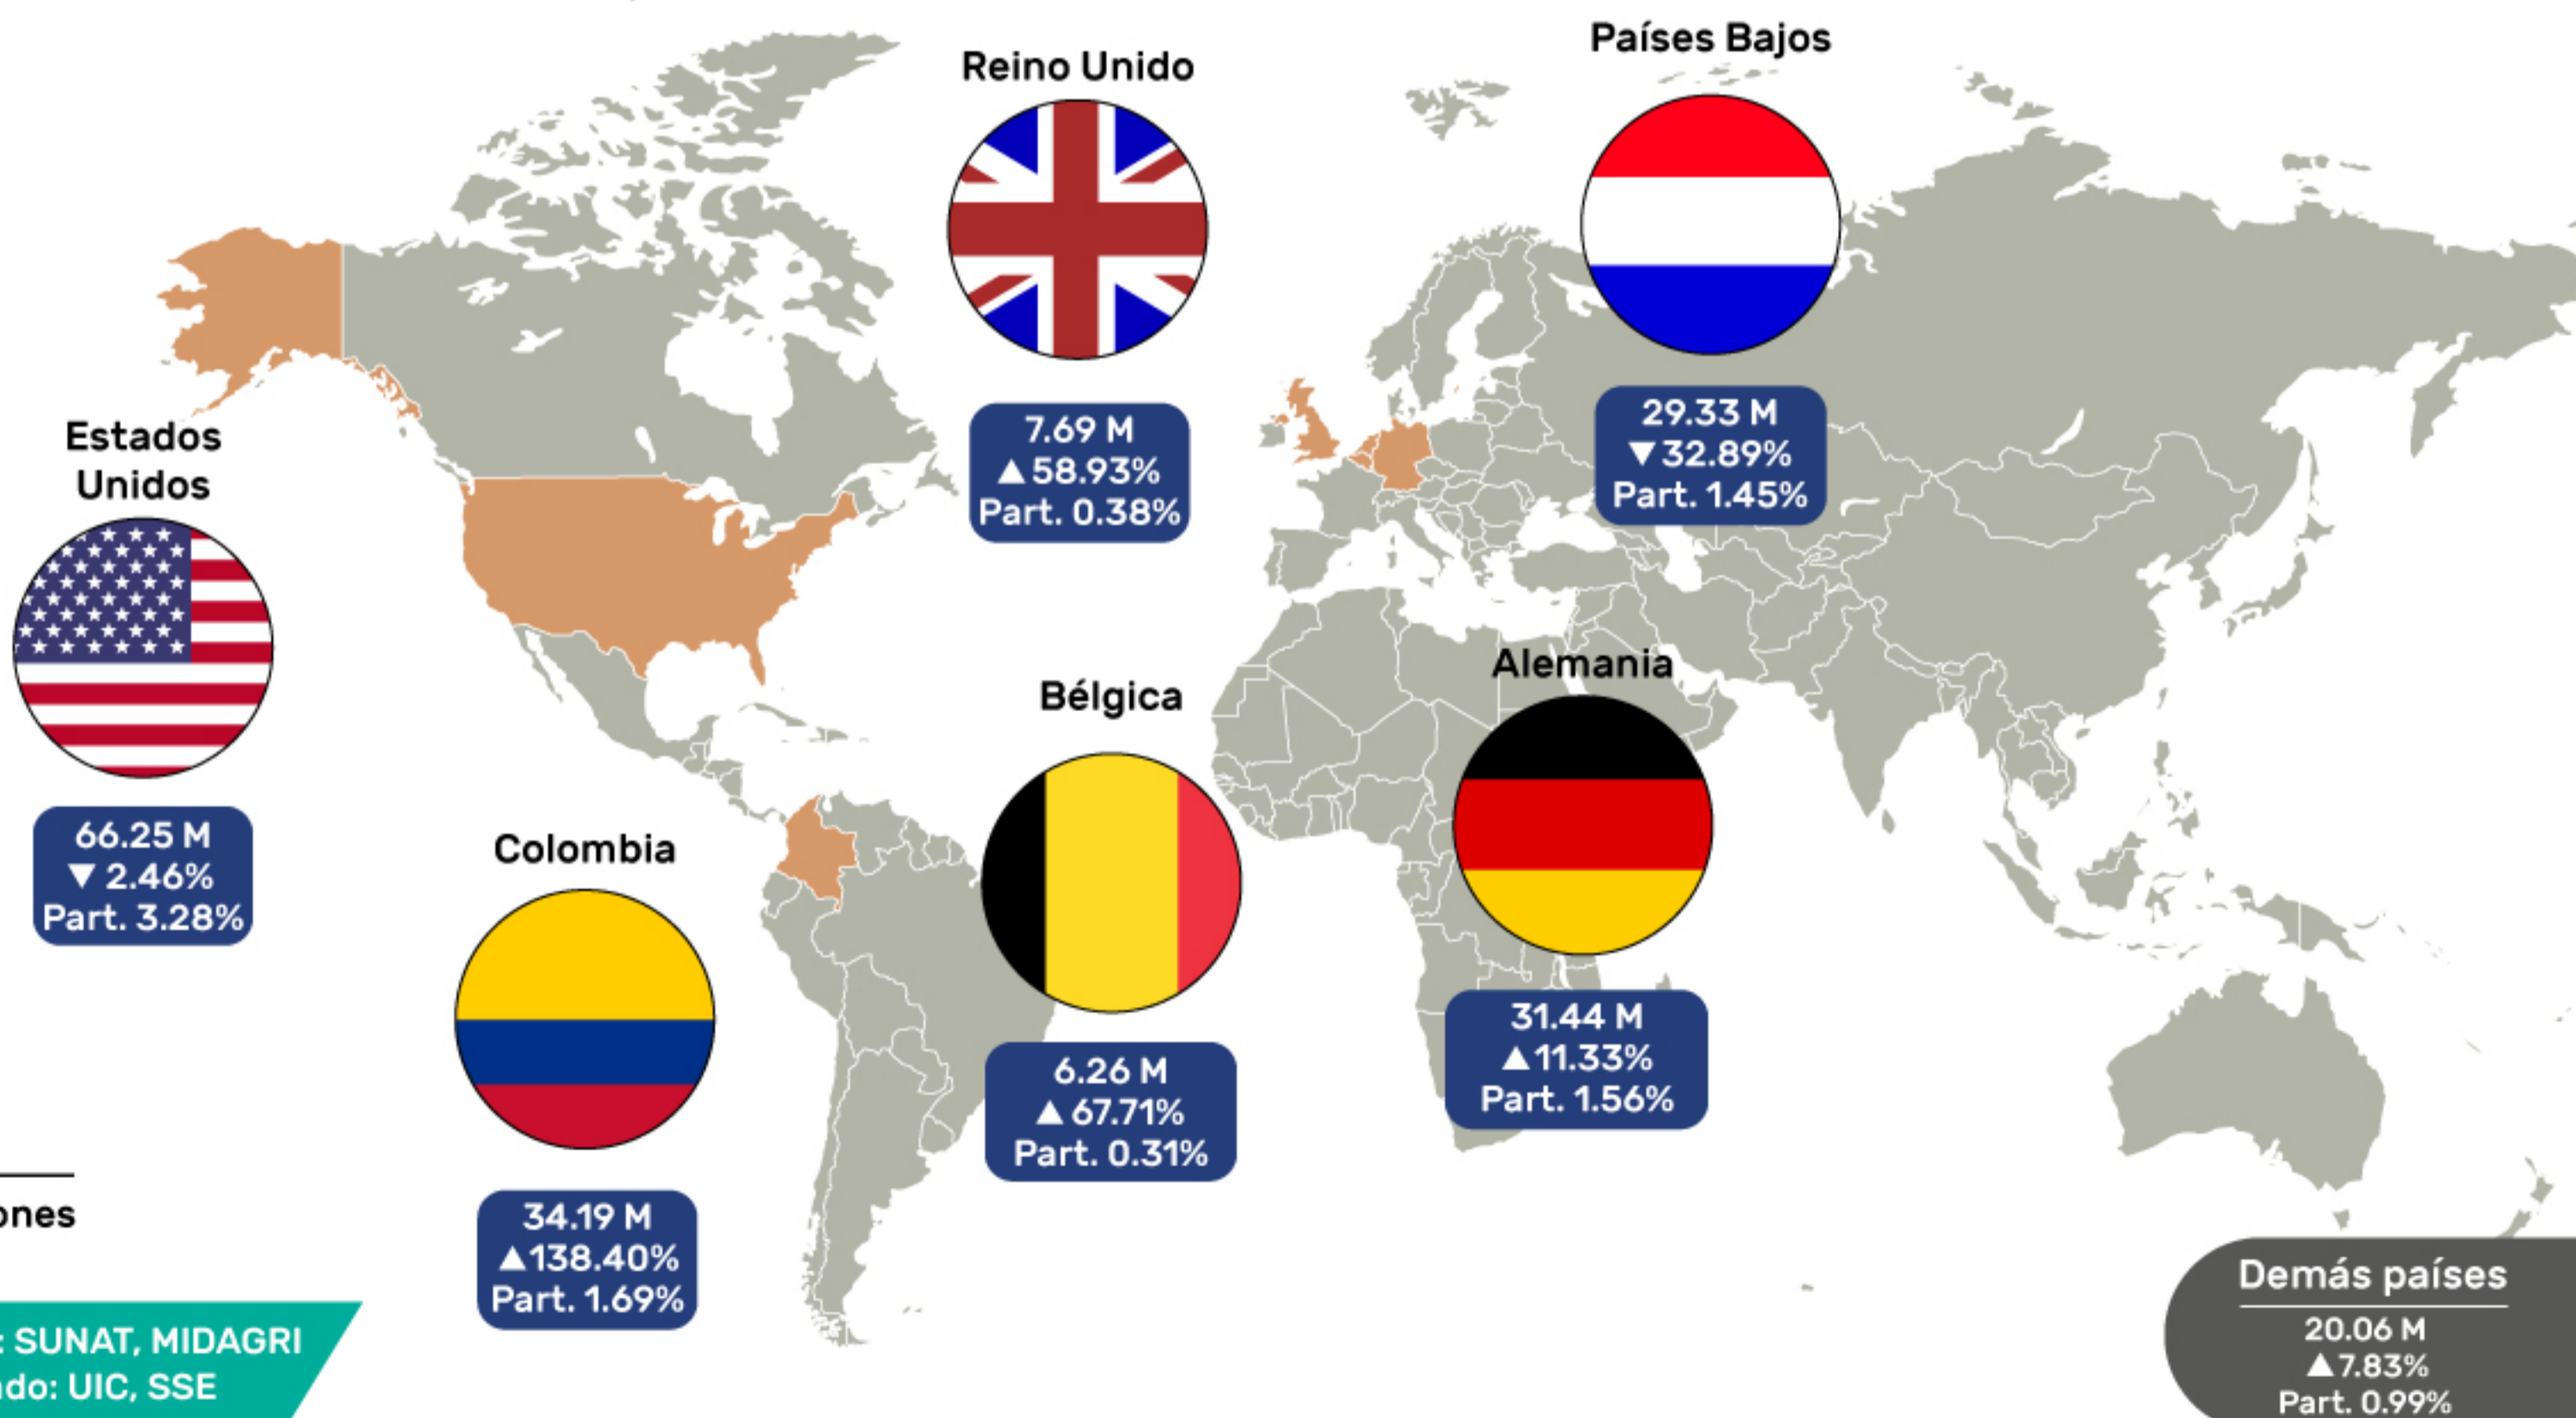 Países Bajos
29.33 M
▼32.89%
Part. 1.45%
Reino Unido
7.69 M
▲58.93%
Part. 0.38%
Estados
Unidos
66.25 M
▼ 2.46%
Part. 3.28%
Alemania
31.44 M
▲11.33%
Part. 1.56%
Bélgica
6.26 M
▲ 67.71%
Part. 0.31%
Colombia
34.19 M
▲138.40%
Part. 1.69%
ones
: SUNAT, MIDAGRI
ado: UIC, SSE
Demás países
20.06 M
▲7.83%
Part. 0.99%